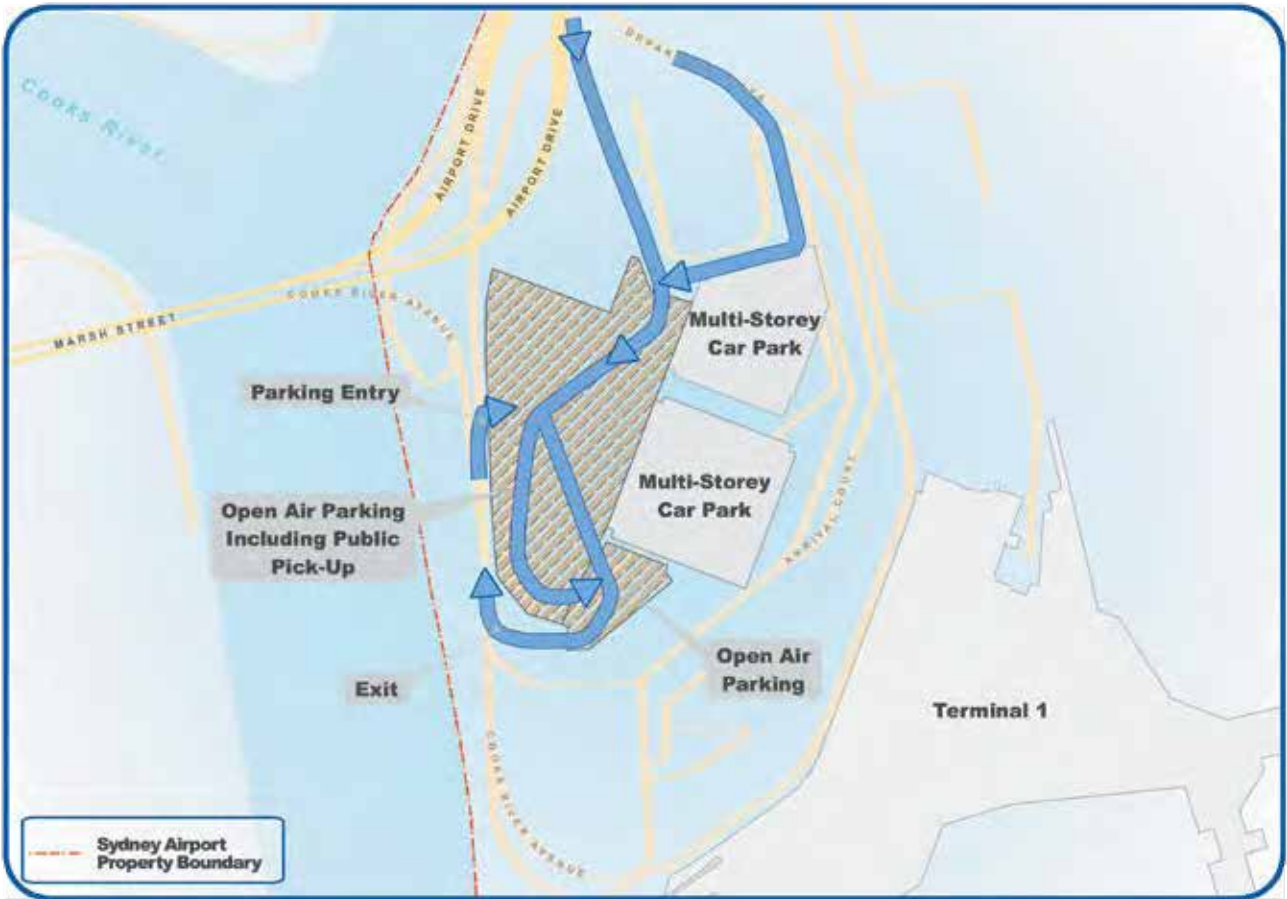 Cooks River
AIRPORT DRIVE
AIRPORT DRIVE
MARSH STREET
COOKS RIVER AVENUE
Multi-Storey
Car Park
Parking Entry
Multi-Storey
Car Park
Open Air Parking
Including Public
Pick-Up
ARRIVAL COURT
Open Air
Parking
Exit
Terminal 1
COOKS RIVER AVENUE
Sydney Airport
Property Boundary